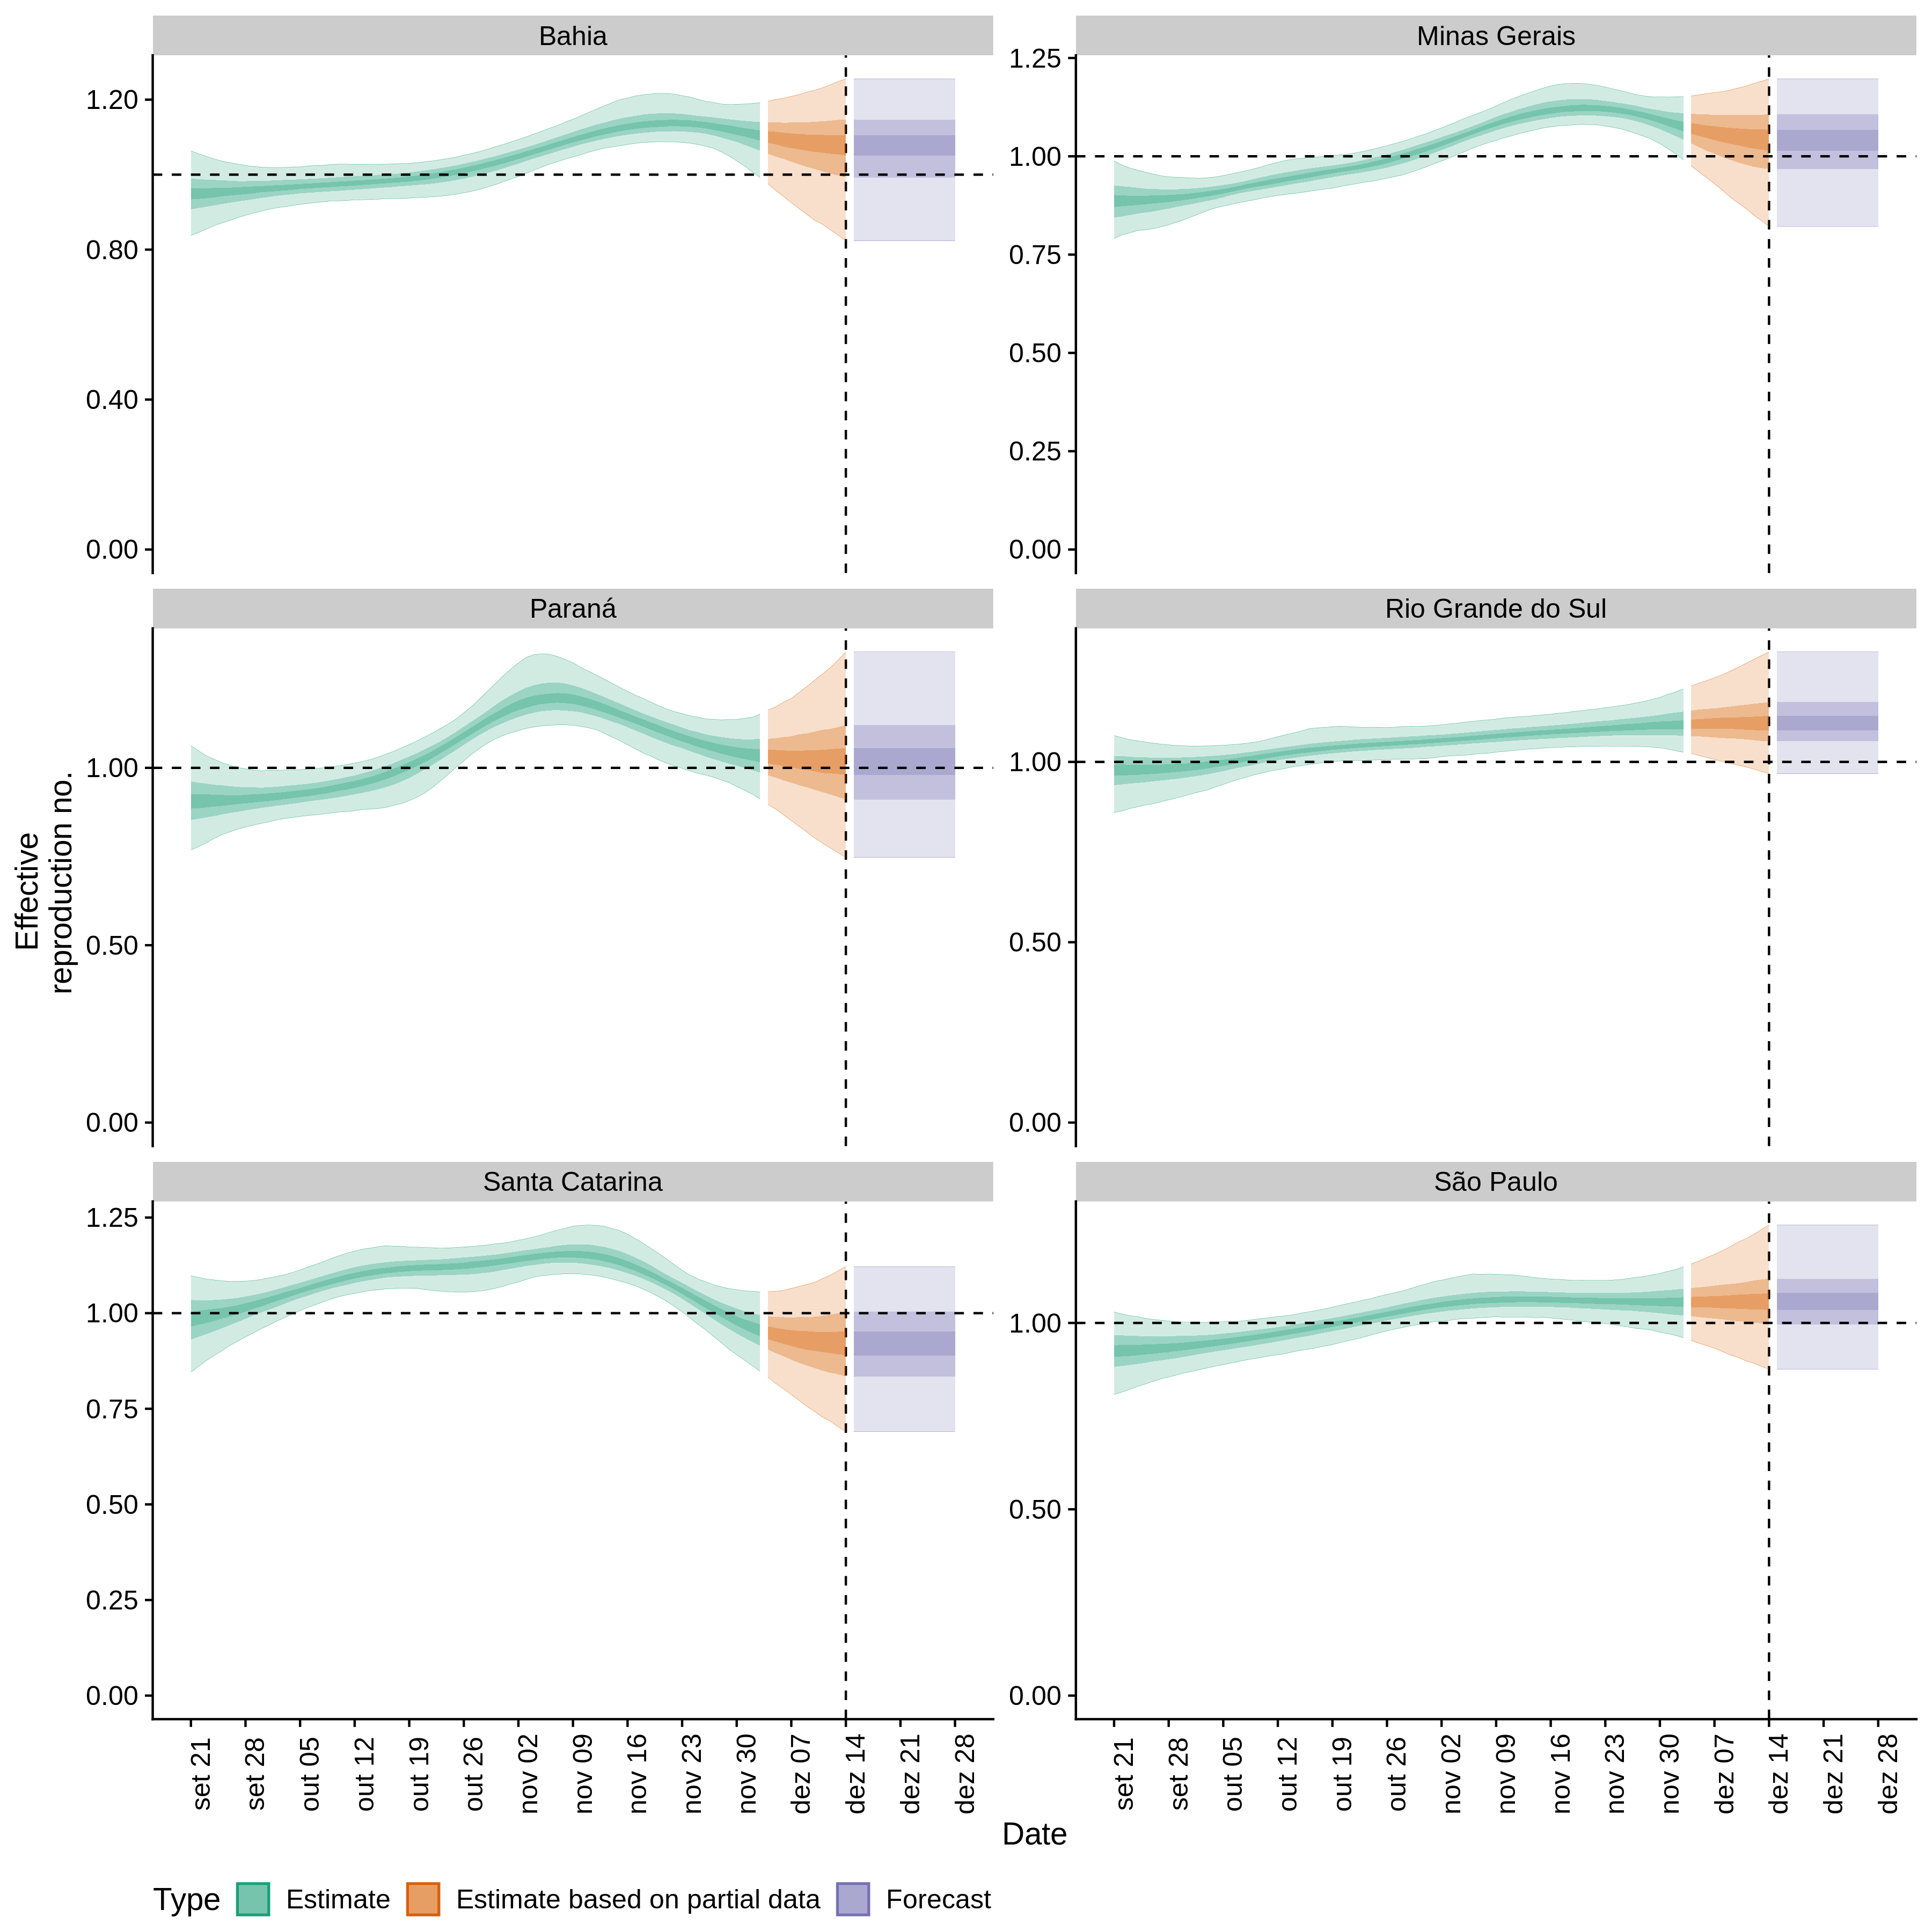 Bahia
Minas Gerais
1.20
0.80
0.40
0.00
1.25
1.00
0.75
0.50
0.25
0.00
Paraná
Rio Grande do Sul
1.00
0.50
0.00
1.00
0.50
0.00
Effective
reproduction no.
Santa Catarina
São Paulo
1.25
1.00
0.75
0.50
0.25
0.00
1.00
0.50
0.00
set 21
set 28
out 05
out 12
out 19
out 26
nov 02
nov 09
nov 16
nov 23
nov 30
dez 07
dez 14
dez 21
dez 28
set 21
set 28
out 05
out 12
out 19
out 26
nov 02
nov 09
nov 16
nov 23
nov 30
dez 07
dez 14
dez 21
dez 28
Date
Type Estimate Estimate based on partial data Forecast